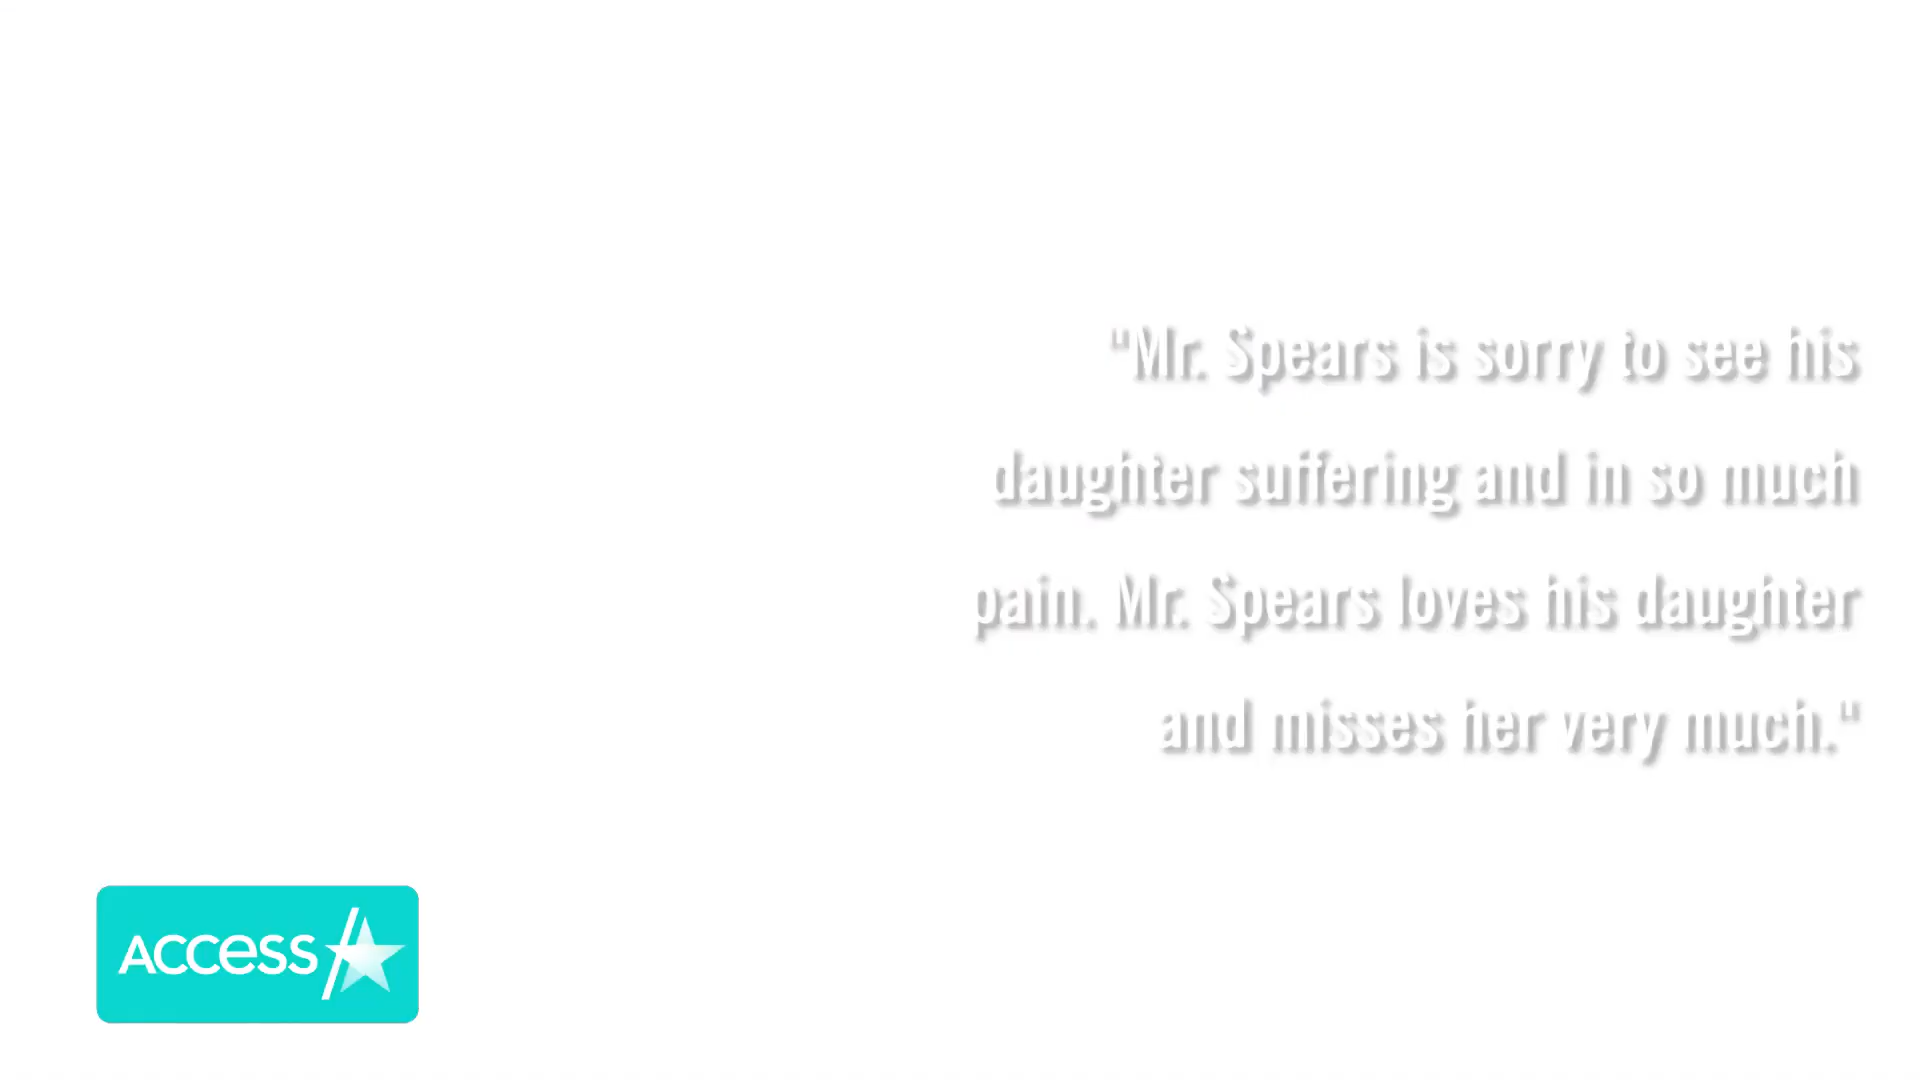 "Mr. Spears is sorry to see his
daughter suffering and in so much
pain. Mr. Spears loves his daughter
and misses her very much."
ACCESS